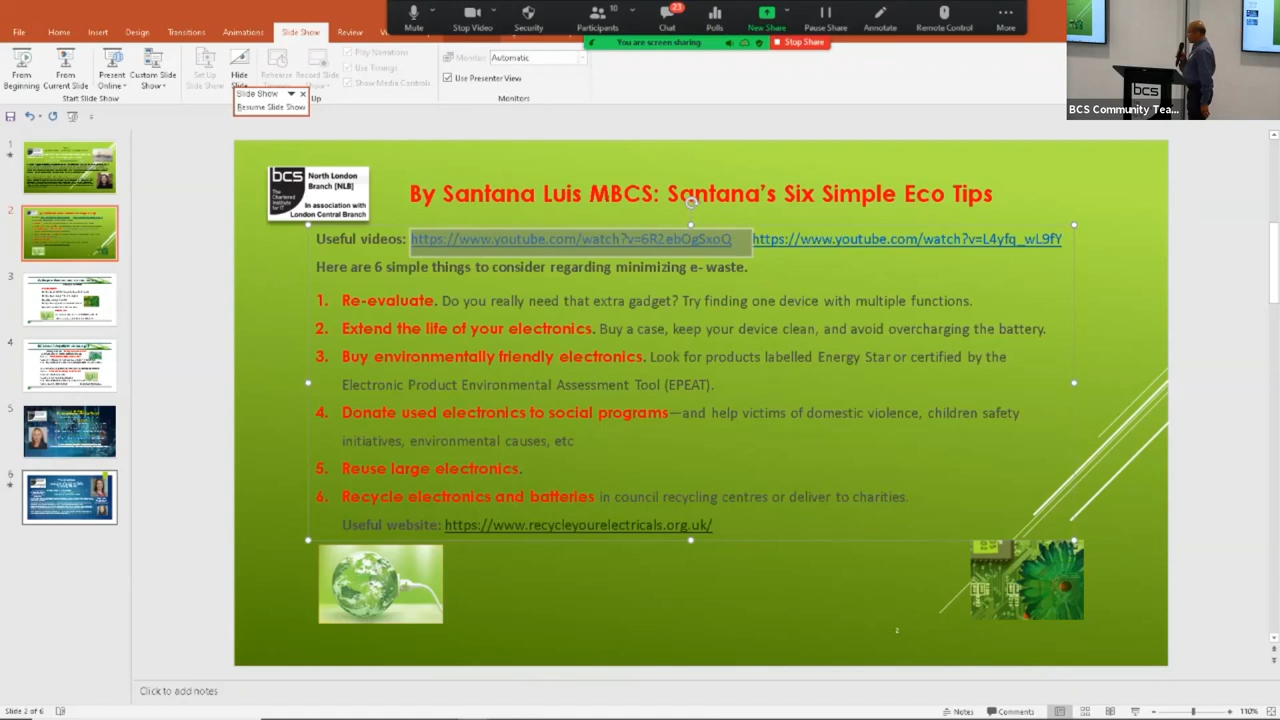 Mute
Stop Video
Security
Participants
10
Chat
23
Polls
New Share
Pause Share
Annotate
Remote Control
More
You are screen sharing
Stop Share
File
Home
Insert
Design
Transitions
Animations
Slide Show
Review
From Beginning
From Current Slide
Present Online
Custom Slide Show
Set Up Slide Show
Hide Slide
Rehearse
Record Slide
Play Narrations
Use Timings
Show Media Controls
Monitor:
Automatic
Use Presenter View
Start Slide Show
Monitors
Slide Show
Resume Slide Show
bcs
BCS Community Tea...
1
2
3
4
5
6
bcs
The Chartered Institute for IT
North London
Branch [NLB]
In association with
London Central Branch
By Santana Luis MBCS: Santana's Six Simple Eco Tips
Useful videos: https://www.youtube.com/watch?v=6R2ebOgSxoQ https://www.youtube.com/watch?v=L4yfq_wL9fY
Here are 6 simple things to consider regarding minimizing e- waste.
1. Re-evaluate. Do you really need that extra gadget? Try finding one device with multiple functions.
2. Extend the life of your electronics. Buy a case, keep your device clean, and avoid overcharging the battery.
3. Buy environmentally friendly electronics. Look for products labeled Energy Star or certified by the
Electronic Product Environmental Assessment Tool (EPEAT).
4. Donate used electronics to social programs—and help victims of domestic violence, children safety
initiatives, environmental causes, etc
5. Reuse large electronics.
6. Recycle electronics and batteries in council recycling centres or deliver to charities.
Useful website: https://www.recycleyourelectricals.org.uk/
2
Click to add notes
Slide 2 of 6
Notes
Comments
110%